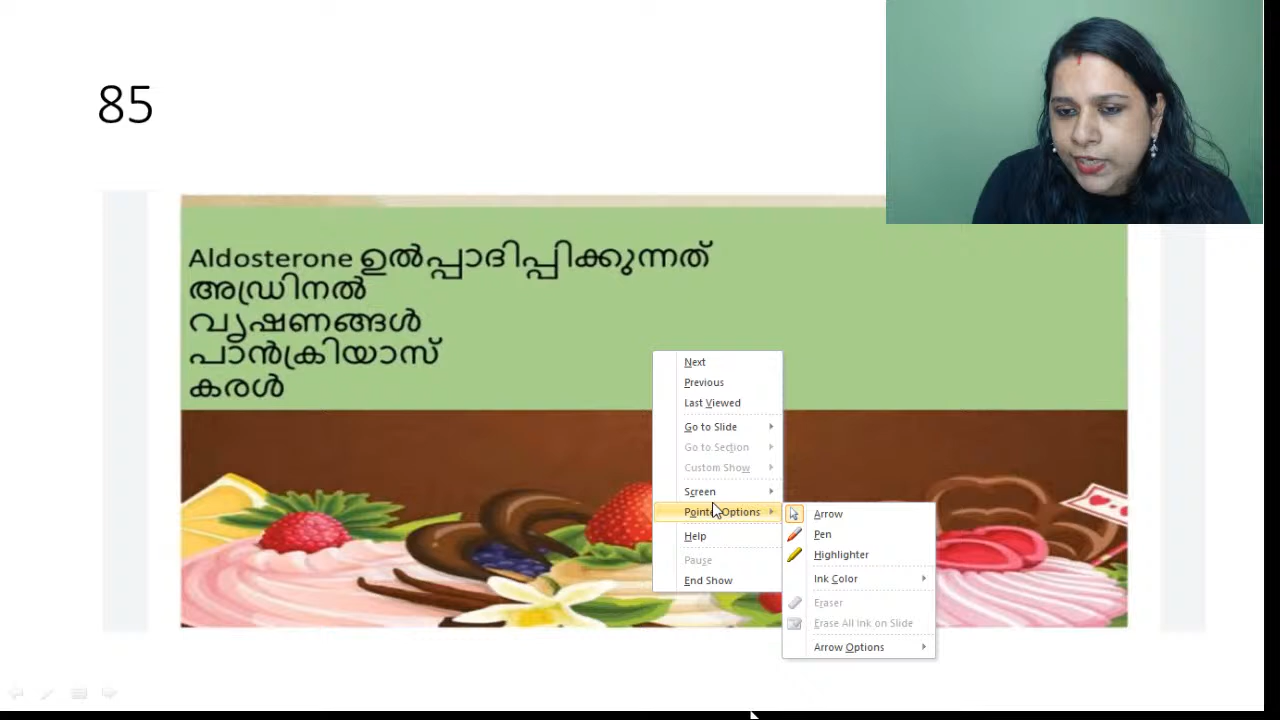 85
Aldosterone ഉൽപ്പാദിപ്പിക്കുന്നത്
അഡ്രിനൽ
വൃഷണങ്ങൾ
പാൻക്രിയാസ്
കരൾ
Next
Previous
Last Viewed
Go to Slide
Go to Section
Custom Show
Screen
Pointer Options
Help
Pause
End Show
Arrow
Pen
Highlighter
Ink Color
Eraser
Erase All Ink on Slide
Arrow Options